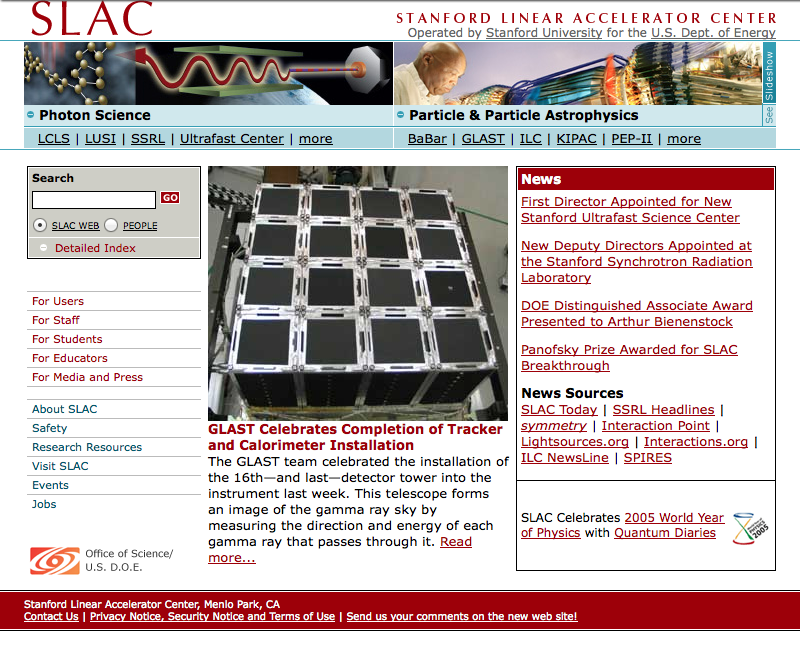 SLAC
STANFORD LINEAR ACCELERATOR CENTER
Operated by Stanford University for the U.S. Dept. of Energy
See Slideshow
Photon Science
LCLS | LUSI | SSRL | Ultrafast Center | more
Particle & Particle Astrophysics
BaBar | GLAST | ILC | KIPAC | PEP-II | more
Search
GO
SLAC WEB PEOPLE
Detailed Index
For Users
For Staff
For Students
For Educators
For Media and Press
About SLAC
Safety
Research Resources
Visit SLAC
Events
Jobs
Office of Science/
U.S. D.O.E.
GLAST Celebrates Completion of Tracker
and Calorimeter Installation
The GLAST team celebrated the installation of
the 16th—and last—detector tower into the
instrument last week. This telescope forms
an image of the gamma ray sky by
measuring the direction and energy of each
gamma ray that passes through it. Read
more...
News
First Director Appointed for New
Stanford Ultrafast Science Center
New Deputy Directors Appointed at
the Stanford Synchrotron Radiation
Laboratory
DOE Distinguished Associate Award
Presented to Arthur Bienenstock
Panofsky Prize Awarded for SLAC
Breakthrough
News Sources
SLAC Today | SSRL Headlines |
symmetry | Interaction Point |
Lightsources.org | Interactions.org |
ILC NewsLine | SPIRES
SLAC Celebrates 2005 World Year
of Physics with Quantum Diaries
2005
Stanford Linear Accelerator Center, Menlo Park, CA
Contact Us | Privacy Notice, Security Notice and Terms of Use | Send us your comments on the new web site!